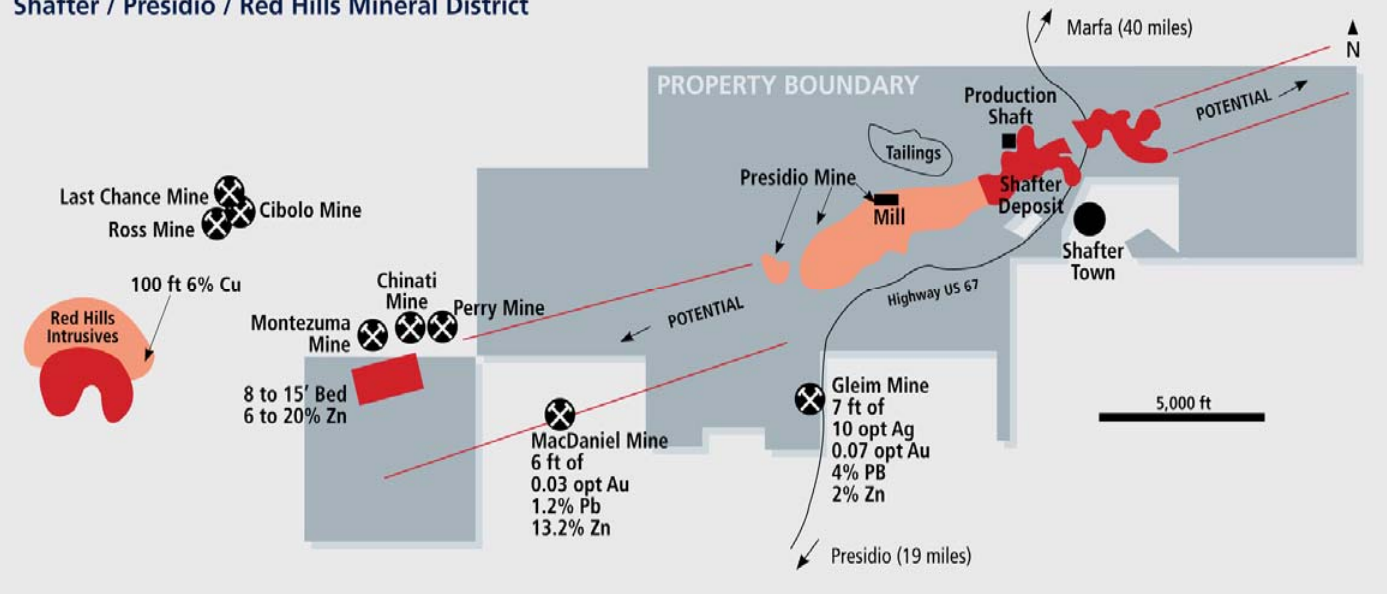 Shafter / Presidio / Red Hills Mineral District
Marfa (40 miles)
N
PROPERTY BOUNDARY
Production
Shaft
POTENTIAL
Tailings
Presidio Mine
Last Chance Mine
Cibolo Mine
Ross Mine
Mill
Shafter
Deposit
Shafter
Town
100 ft 6% Cu
Chinati
Mine
Perry Mine
Highway US 67
Red Hills
Intrusives
Montezuma
Mine
POTENTIAL
8 to 15' Bed
6 to 20% Zn
Gleim Mine
7 ft of
10 opt Ag
0.07 opt Au
4% PB
2% Zn
5,000 ft
MacDaniel Mine
6 ft of
0.03 opt Au
1.2% Pb
13.2% Zn
Presidio (19 miles)